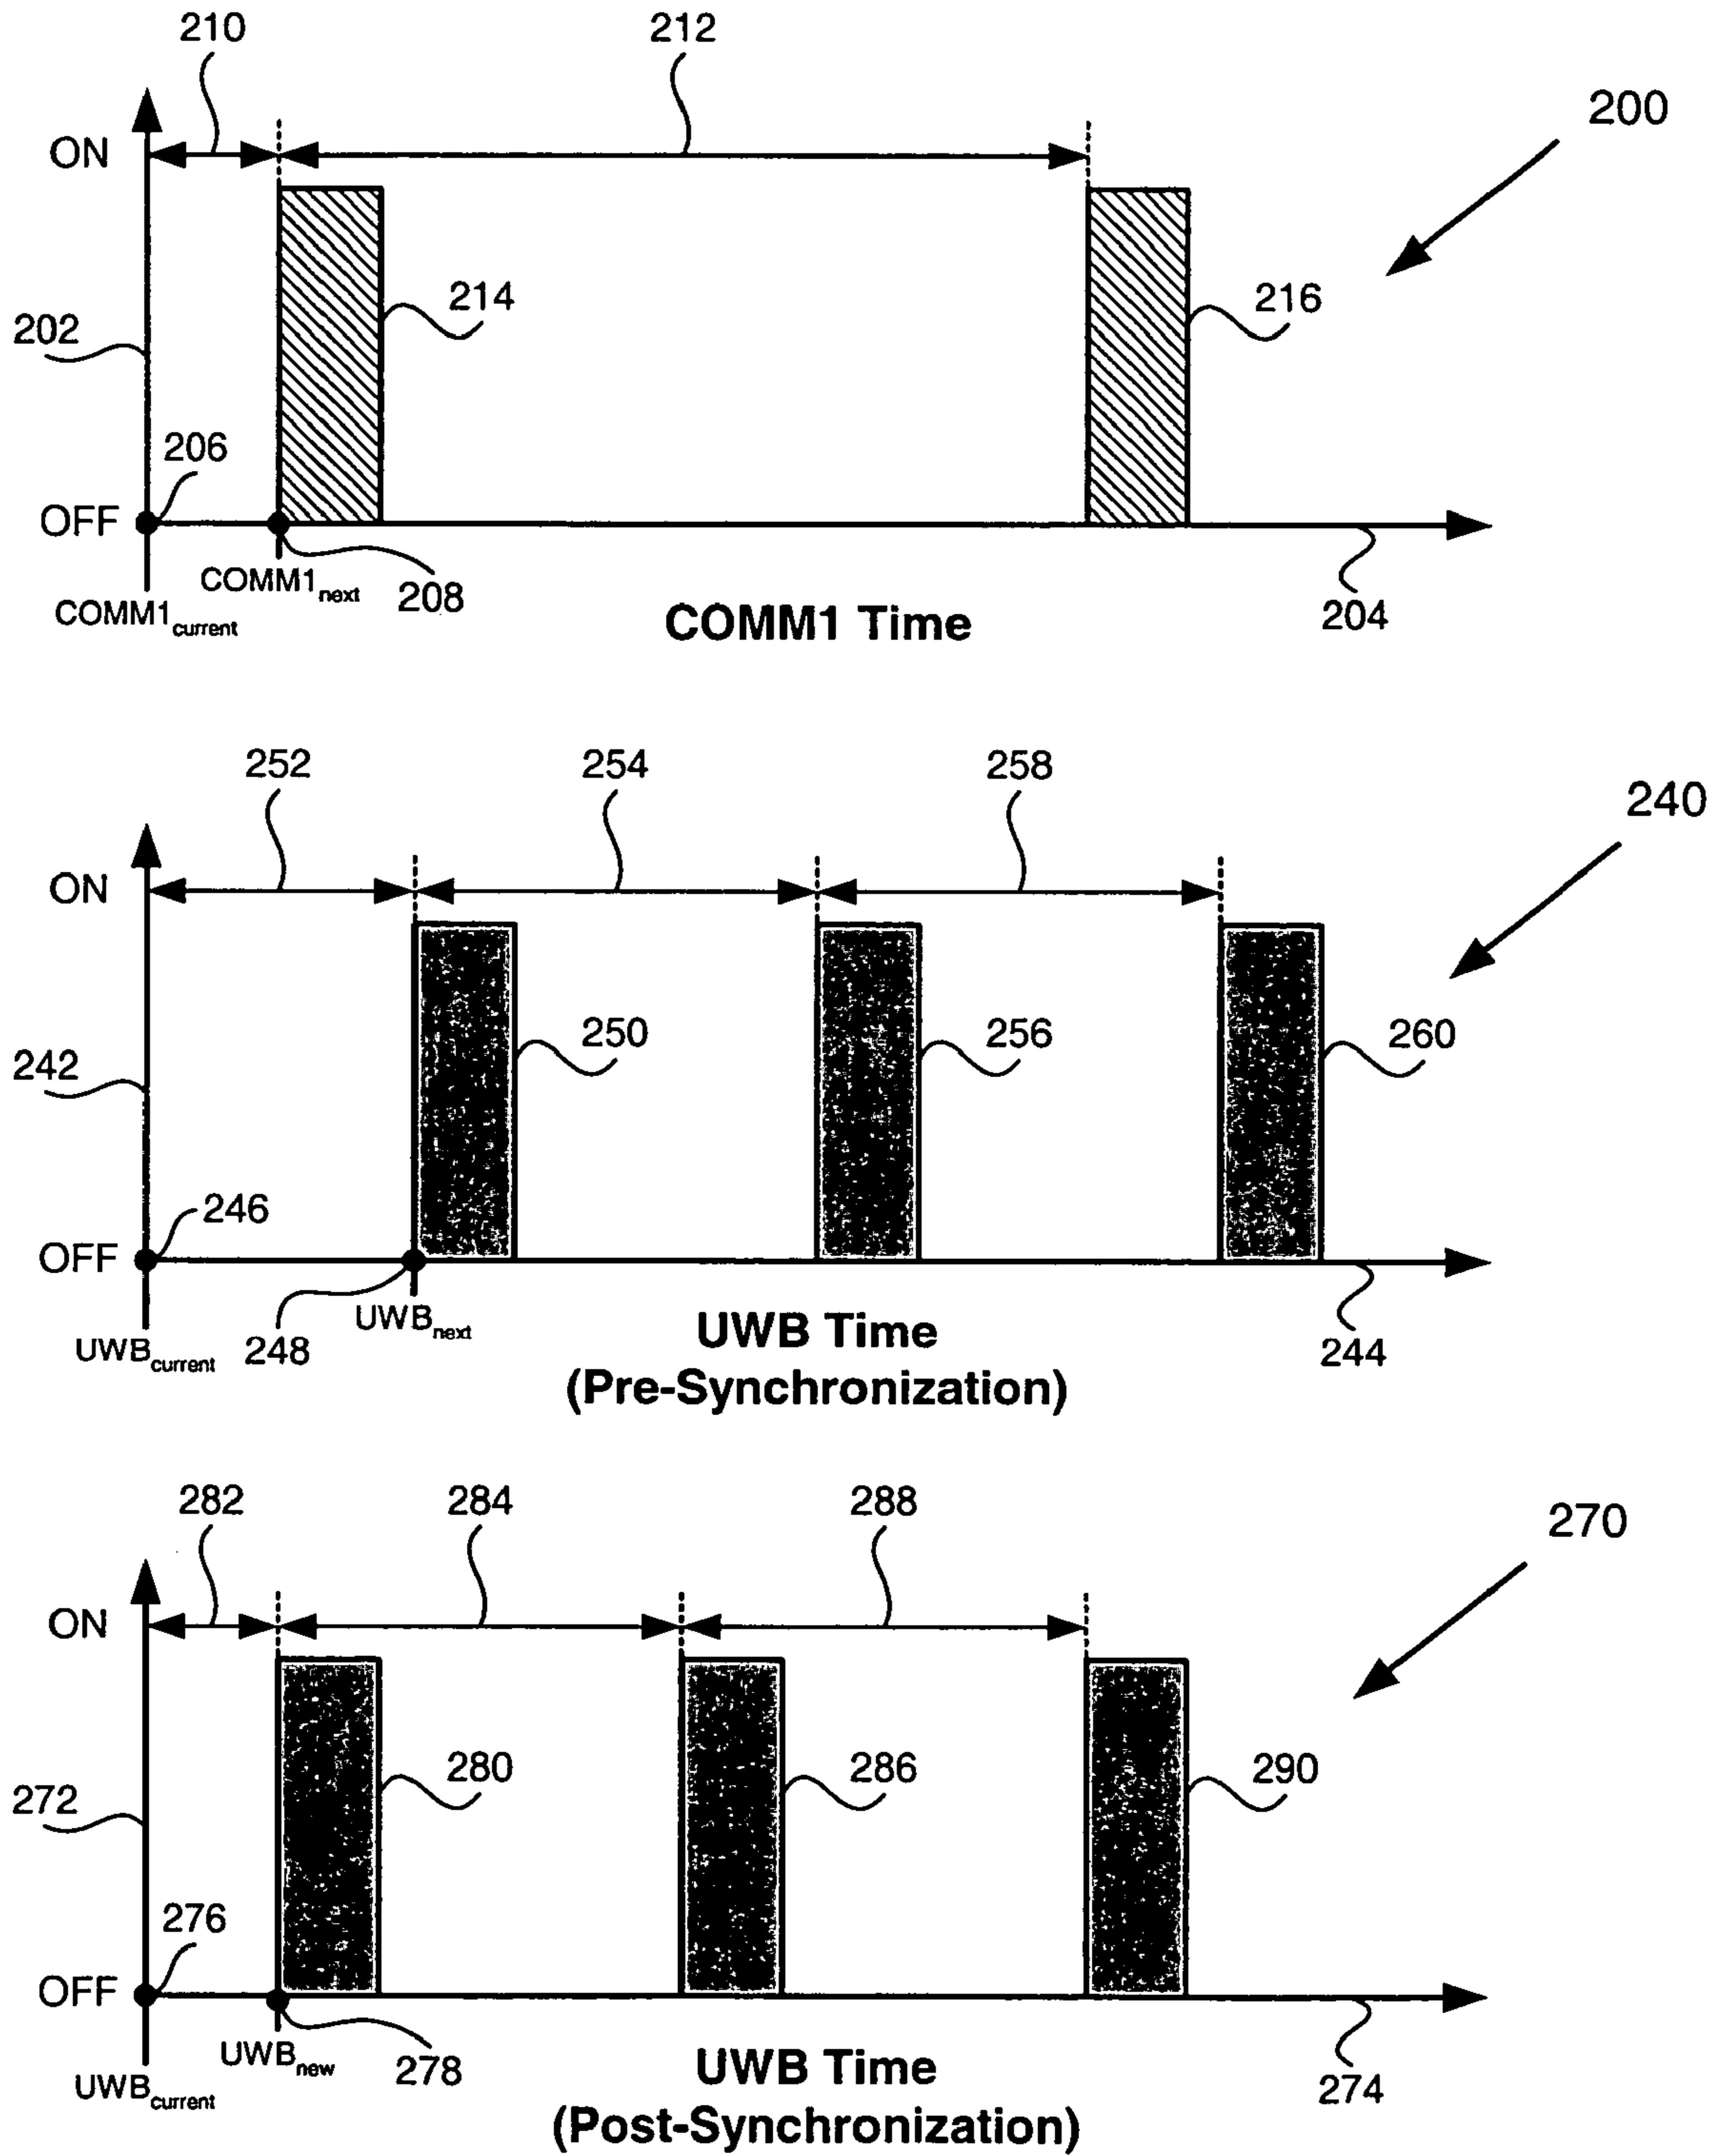 210
212
200
ON
214
216
202
206
OFF
COMM1next
208
COMM1current
COMM1 Time
204
252
254
258
240
ON
250
256
260
242
246
OFF
UWBnext
UWBcurrent
248
UWB Time
(Pre-Synchronization)
244
282
284
288
270
ON
280
286
290
272
276
OFF
UWBnew
278
UWBcurrent
UWB Time
(Post-Synchronization)
274